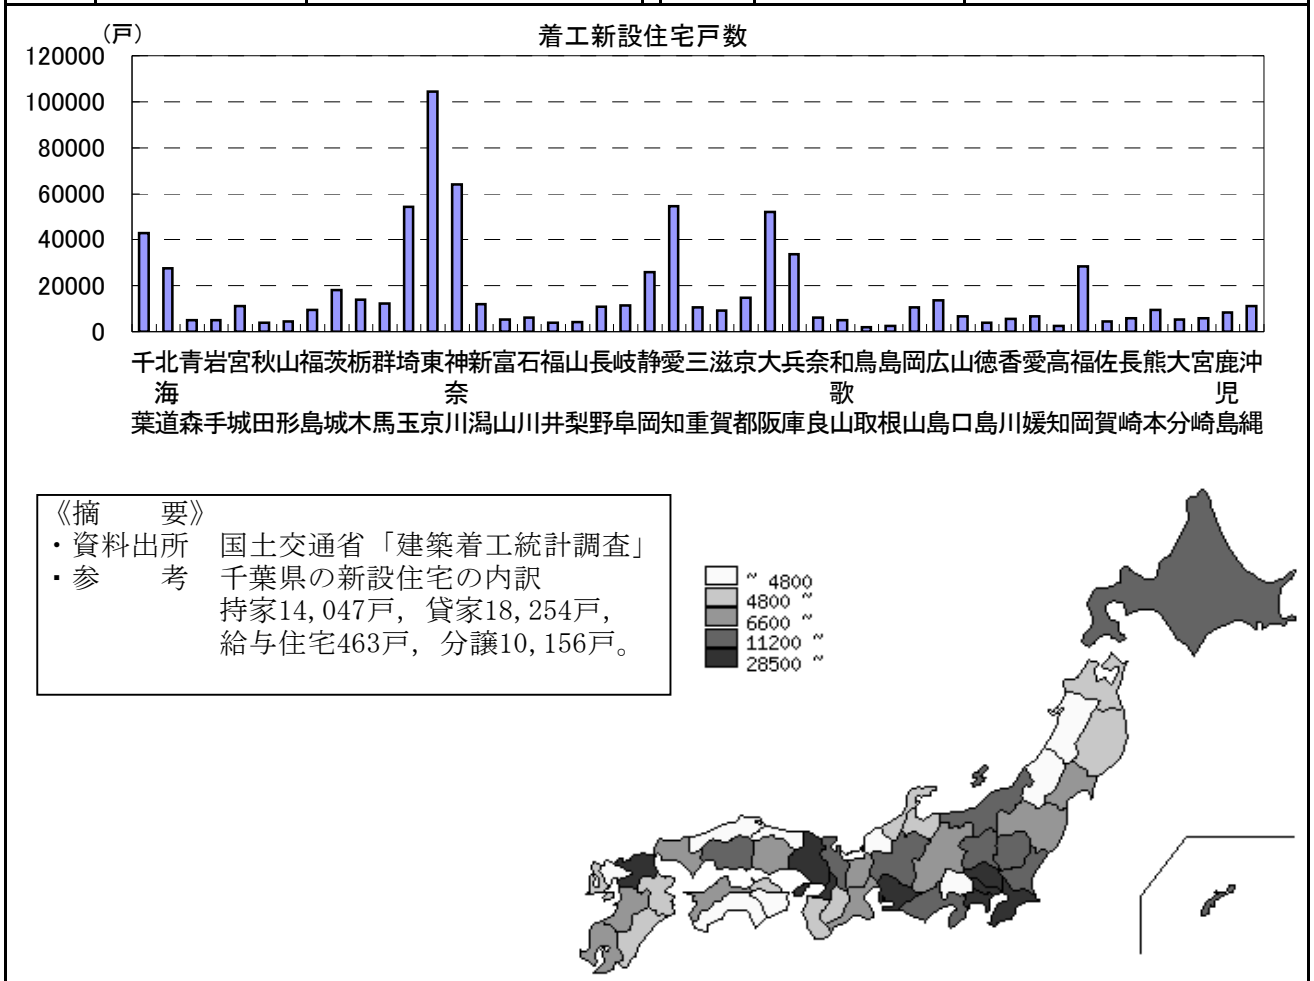 (戸)
着工新設住宅戸数
120000
100000
80000
60000
40000
20000
0
千葉 北海道 青森 岩手 宮城 秋田 山形 福島 茨城 栃木 群馬 埼玉 東京 神奈川 新潟 富山 石川 福井 山梨 長野 岐阜 静岡 愛知 三重 滋賀 京都 大阪 兵庫 奈良 和歌山 鳥取 島根 岡山 広島 山口 徳島 香川 愛媛 高知 福岡 佐賀 長崎 熊本 大分 宮崎 鹿児島 沖縄
《摘　　要》
・資料出所　国土交通省「建築着工統計調査」
・参　　考　千葉県の新設住宅の内訳
持家14,047戸, 貸家18,254戸,
給与住宅463戸, 分譲10,156戸。
~ 4800
4800 ~
6600 ~
11200 ~
28500 ~